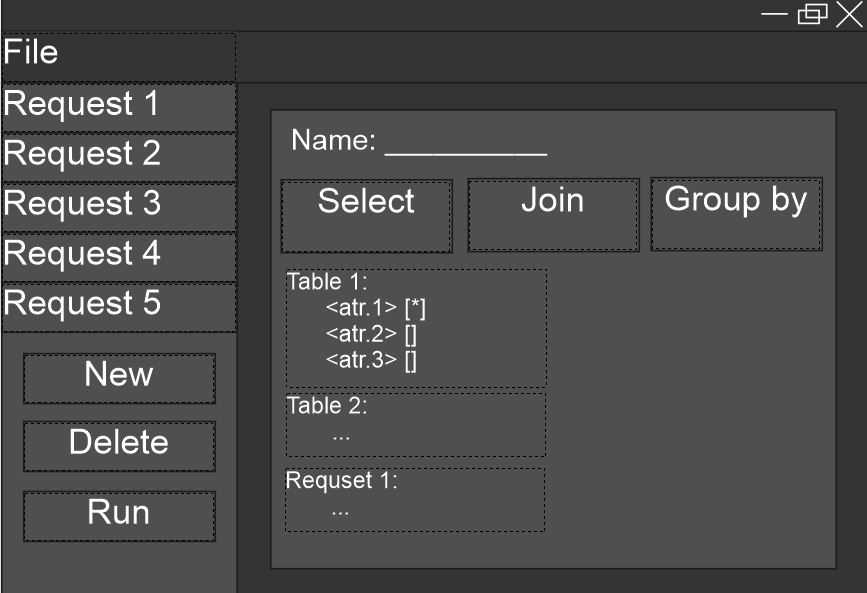 File
Request 1
Request 2
Request 3
Request 4
Request 5
New
Delete
Run
Name: __________
Select
Join
Group by
Table 1:
<atr.1> [*]
<atr.2> []
<atr.3> []
Table 2:
...
Requset 1:
...